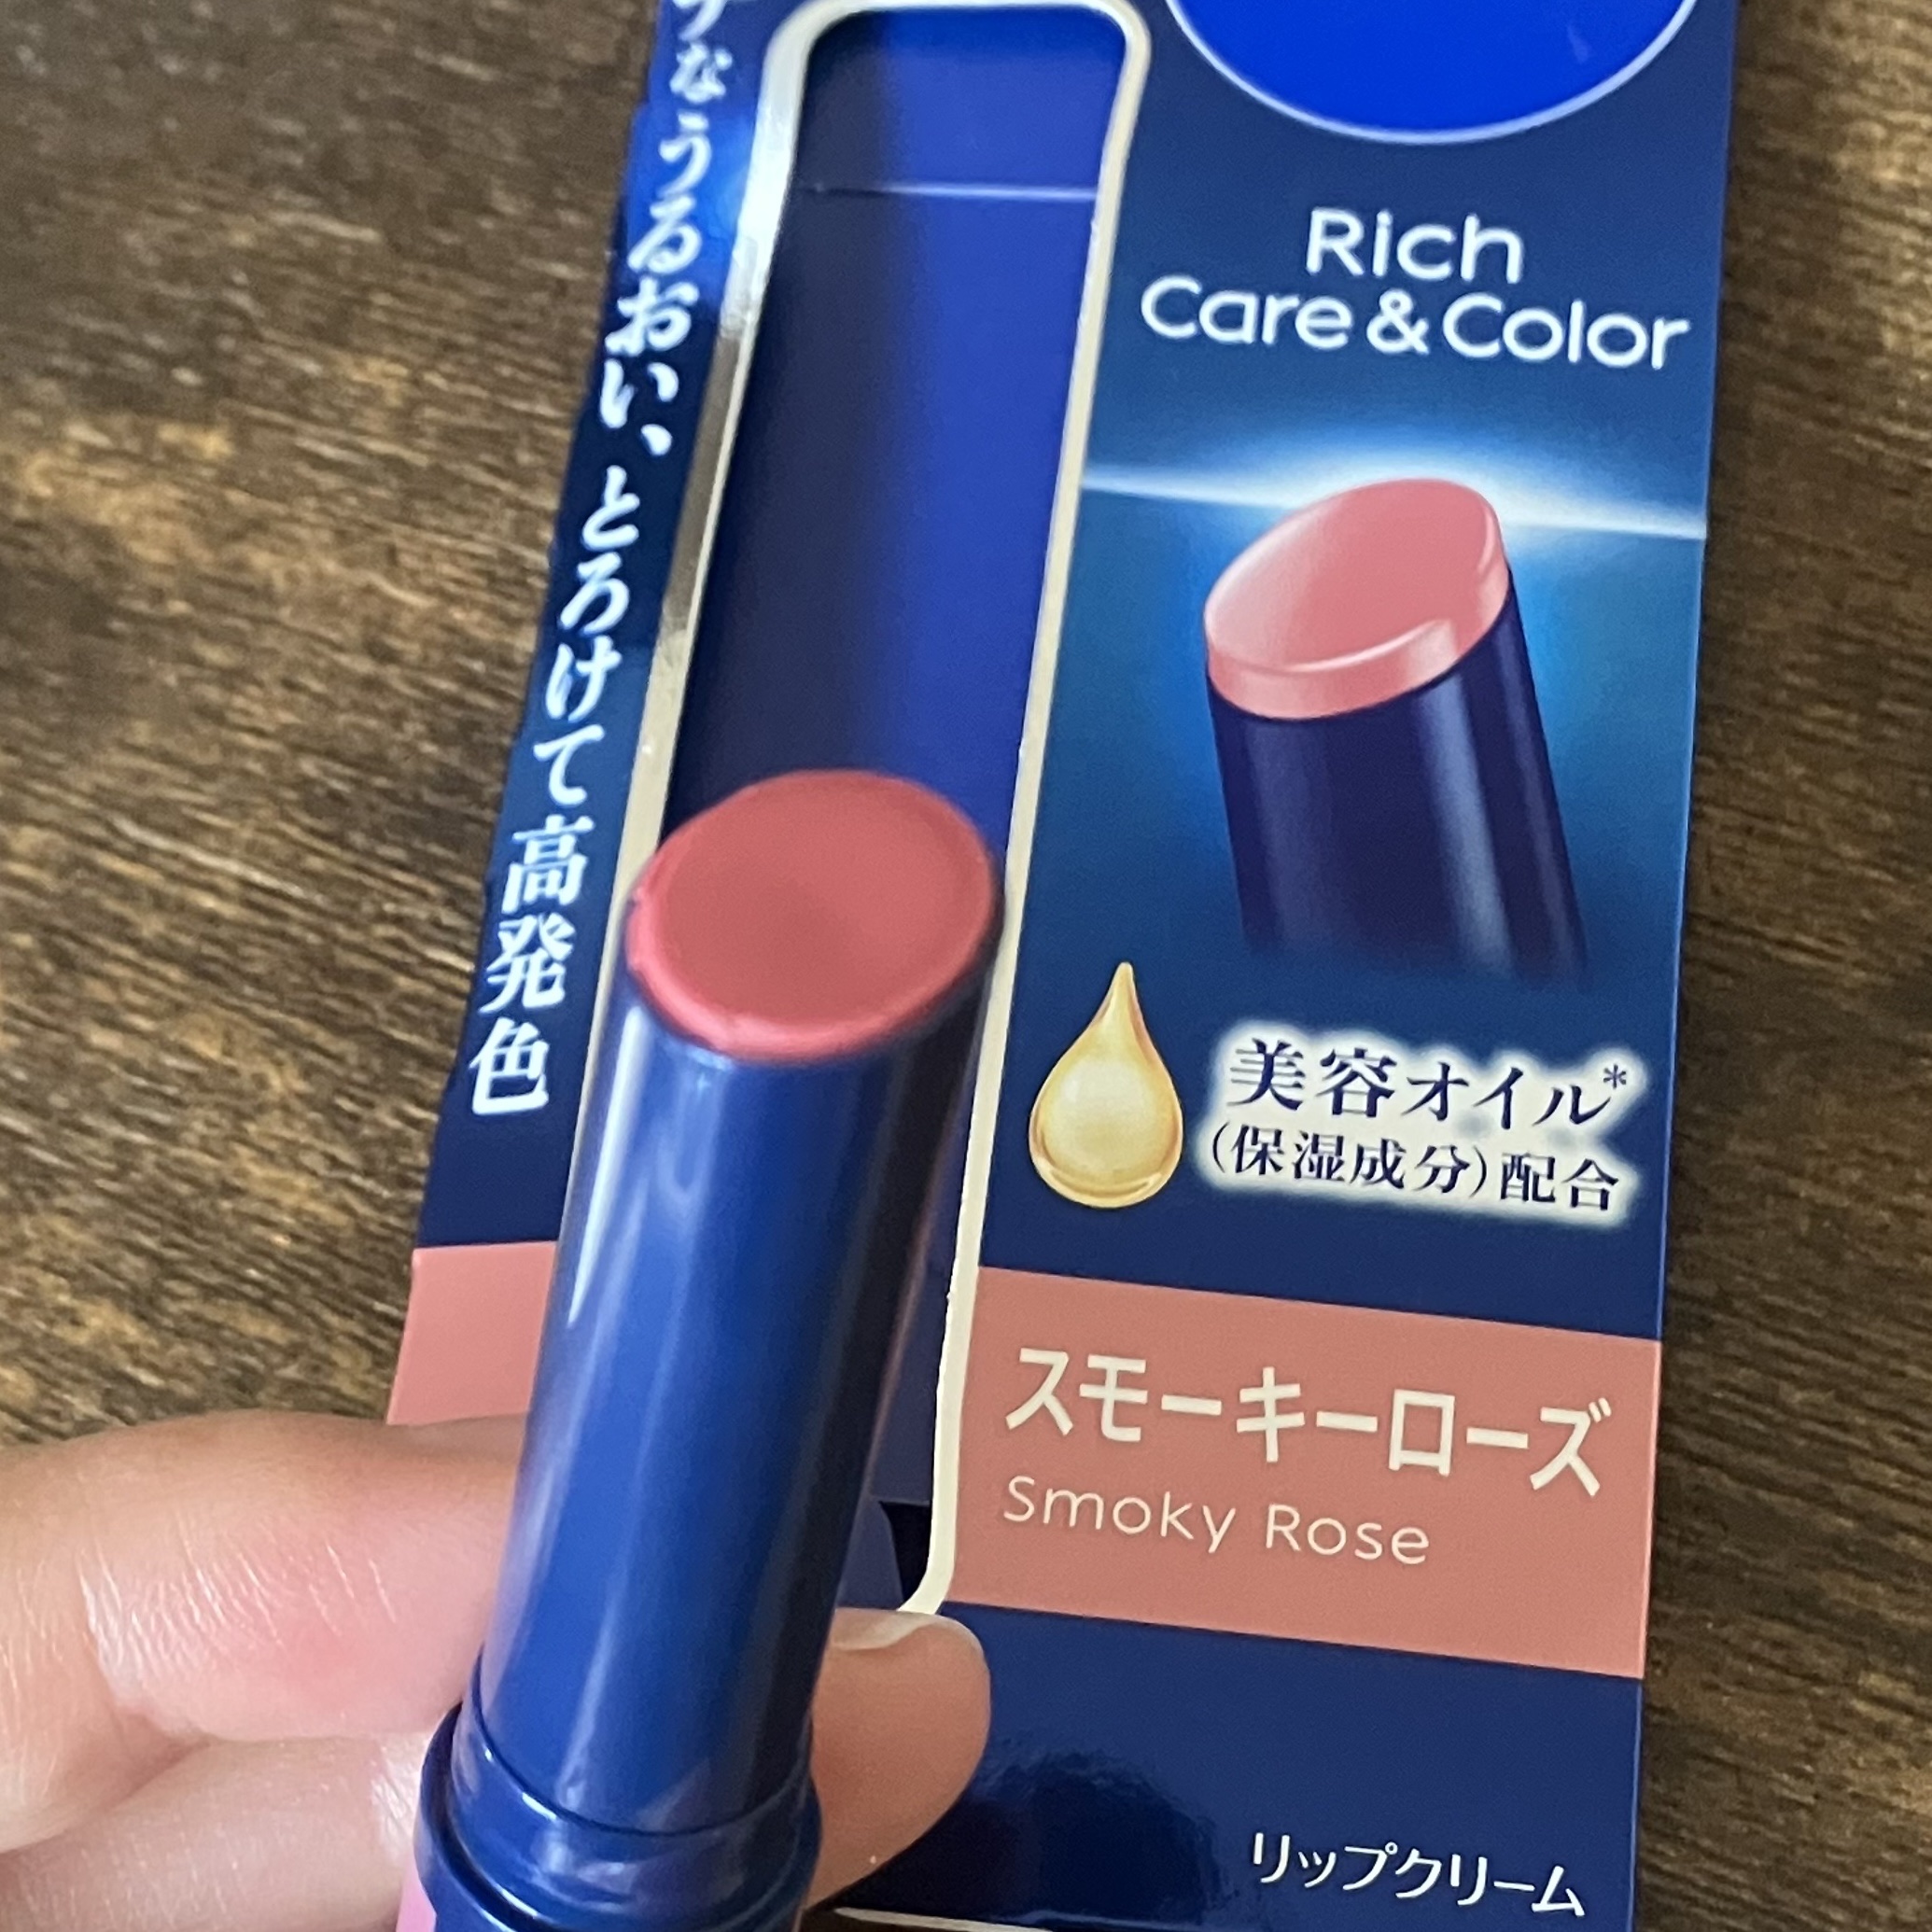 なうるおい、とろけて高発色
Rich
Care&Color
美容オイル*
(保湿成分)配合
スモーキーローズ
Smoky Rose
リップクリーム